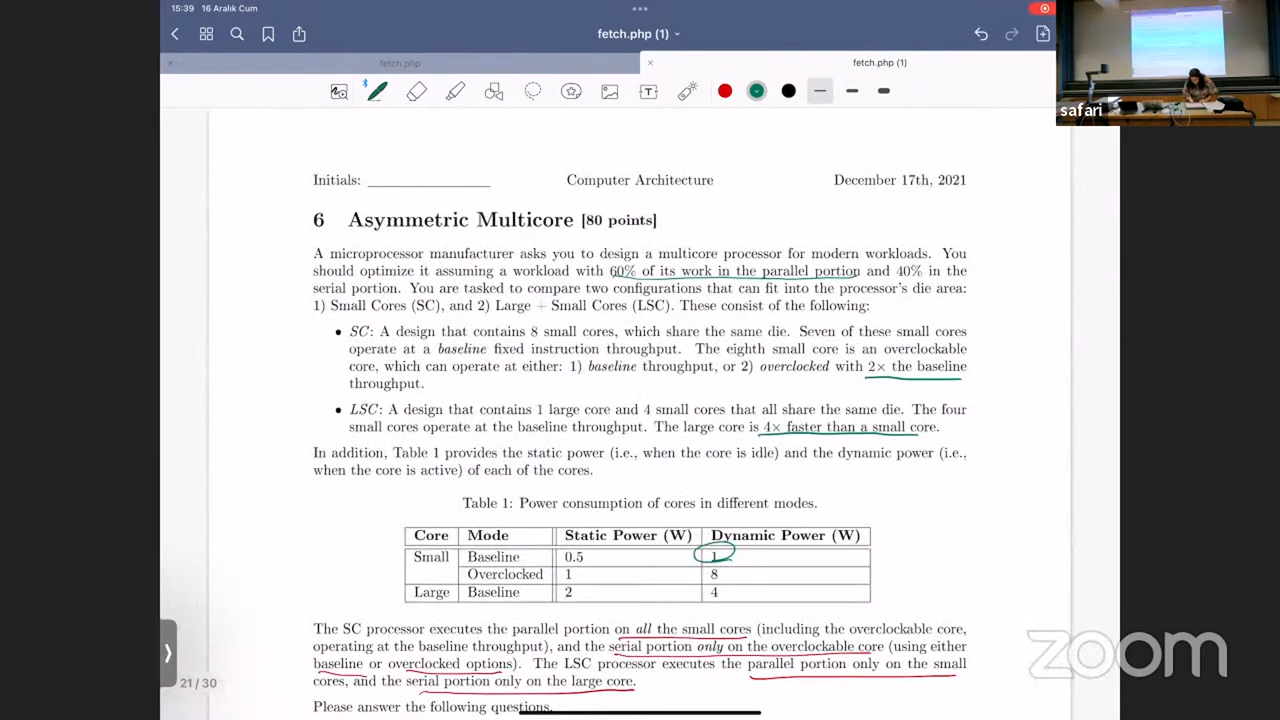 15:39 16 Aralık Cum
fetch.php (1)
fetch.php
fetch.php (1)
safari
Initials:
Computer Architecture
December 17th, 2021
6 Asymmetric Multicore [80 points]
A microprocessor manufacturer asks you to design a multicore processor for modern workloads. You
should optimize it assuming a workload with 60% of its work in the parallel portion and 40% in the
serial portion. You are tasked to compare two configurations that can fit into the processor's die area:
1) Small Cores (SC), and 2) Large + Small Cores (LSC). These consist of the following:
• SC: A design that contains 8 small cores, which share the same die. Seven of these small cores
operate at a baseline fixed instruction throughput. The eighth small core is an overclockable
core, which can operate at either: 1) baseline throughput, or 2) overclocked with 2× the baseline
throughput.
• LSC: A design that contains 1 large core and 4 small cores that all share the same die. The four
small cores operate at the baseline throughput. The large core is 4× faster than a small core.
In addition, Table 1 provides the static power (i.e., when the core is idle) and the dynamic power (i.e.,
when the core is active) of each of the cores.
Table 1: Power consumption of cores in different modes.
Core Mode Static Power (W) Dynamic Power (W)
Small Baseline 0.5 1
Overclocked 1 8
Large Baseline 2 4
The SC processor executes the parallel portion on all the small cores (including the overclockable core,
operating at the baseline throughput), and the serial portion only on the overclockable core (using either
baseline or overclocked options). The LSC processor executes the parallel portion only on the small
cores, and the serial portion only on the large core.
Please answer the following questions.
21 / 30
zoom